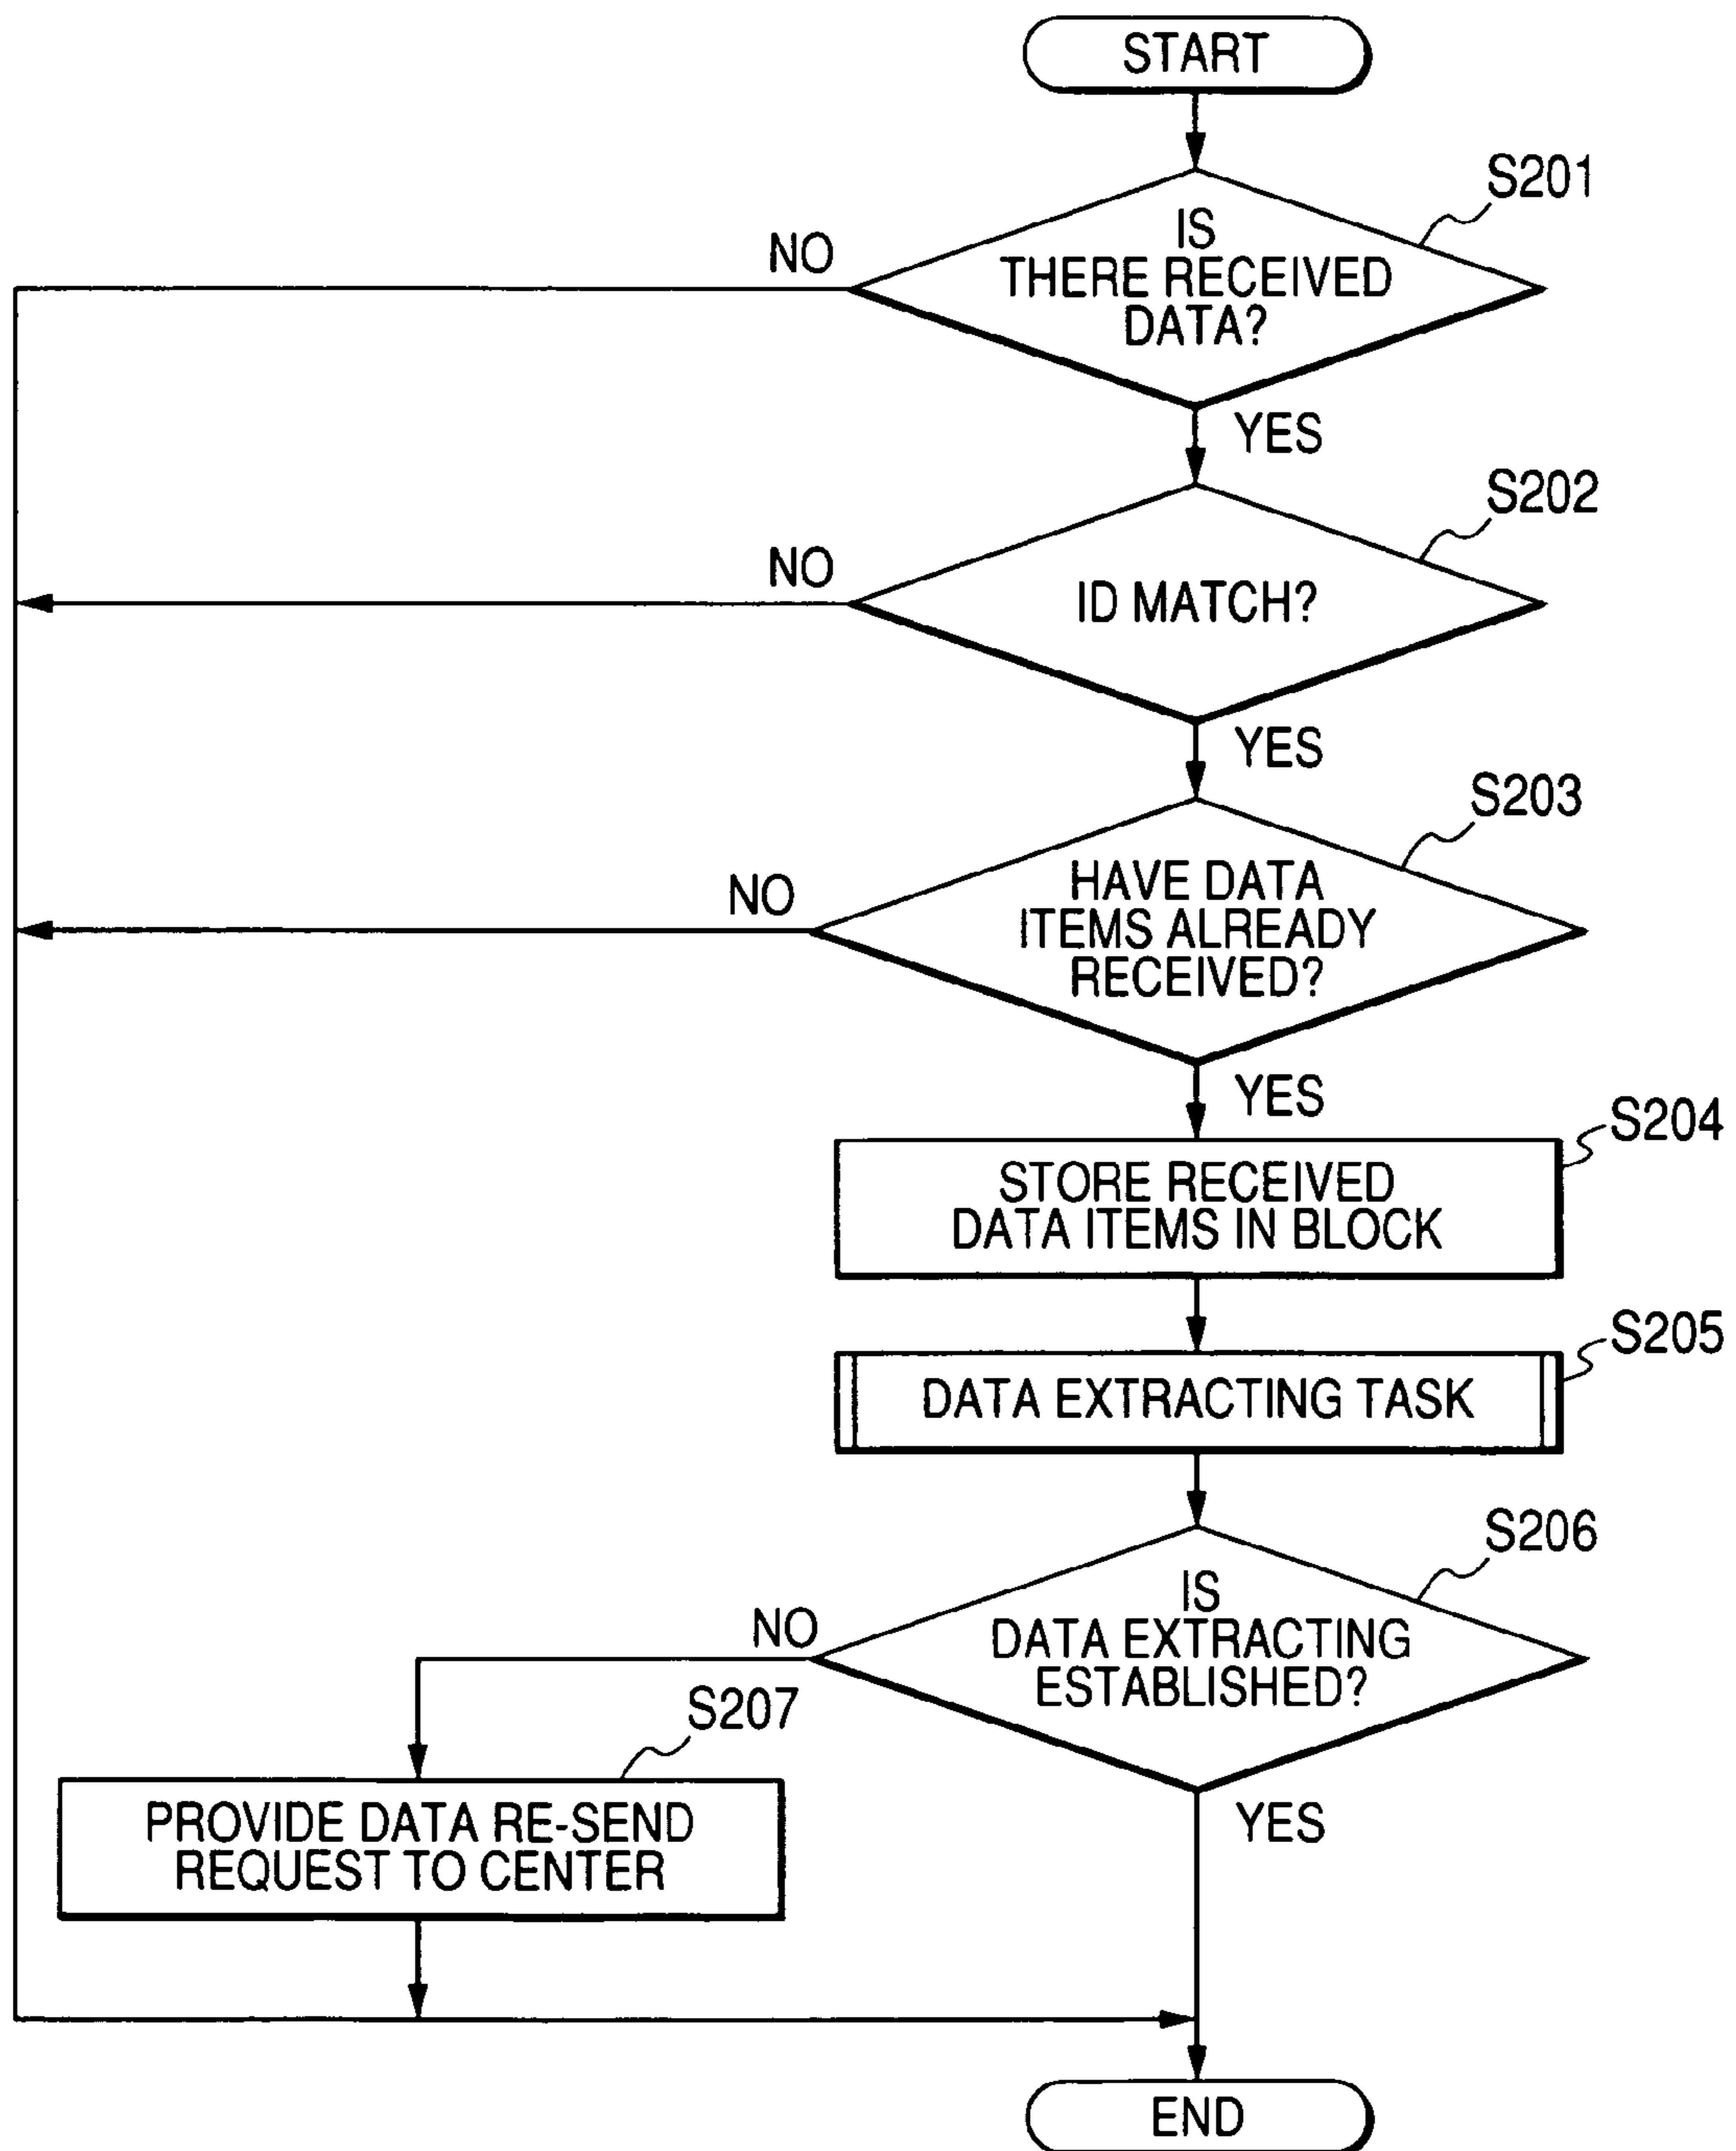 START
S201
IS
THERE RECEIVED
DATA?
NO
YES
S202
ID MATCH?
NO
YES
S203
HAVE DATA
ITEMS ALREADY
RECEIVED?
NO
YES
S204
STORE RECEIVED
DATA ITEMS IN BLOCK
S205
DATA EXTRACTING TASK
S206
IS
DATA EXTRACTING
ESTABLISHED?
NO
S207
PROVIDE DATA RE-SEND
REQUEST TO CENTER
YES
END